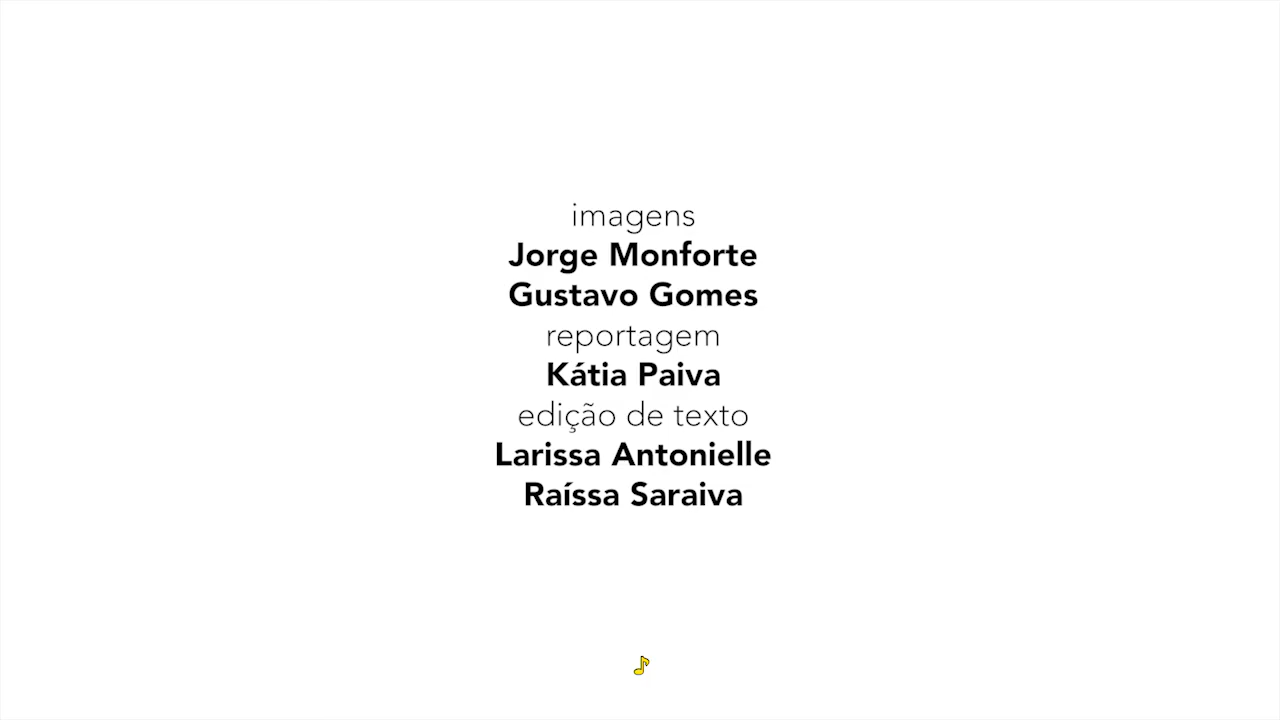 imagens
Jorge Monforte
Gustavo Gomes
reportagem
Kátia Paiva
edição de texto
Larissa Antonielle
Raíssa Saraiva
♪